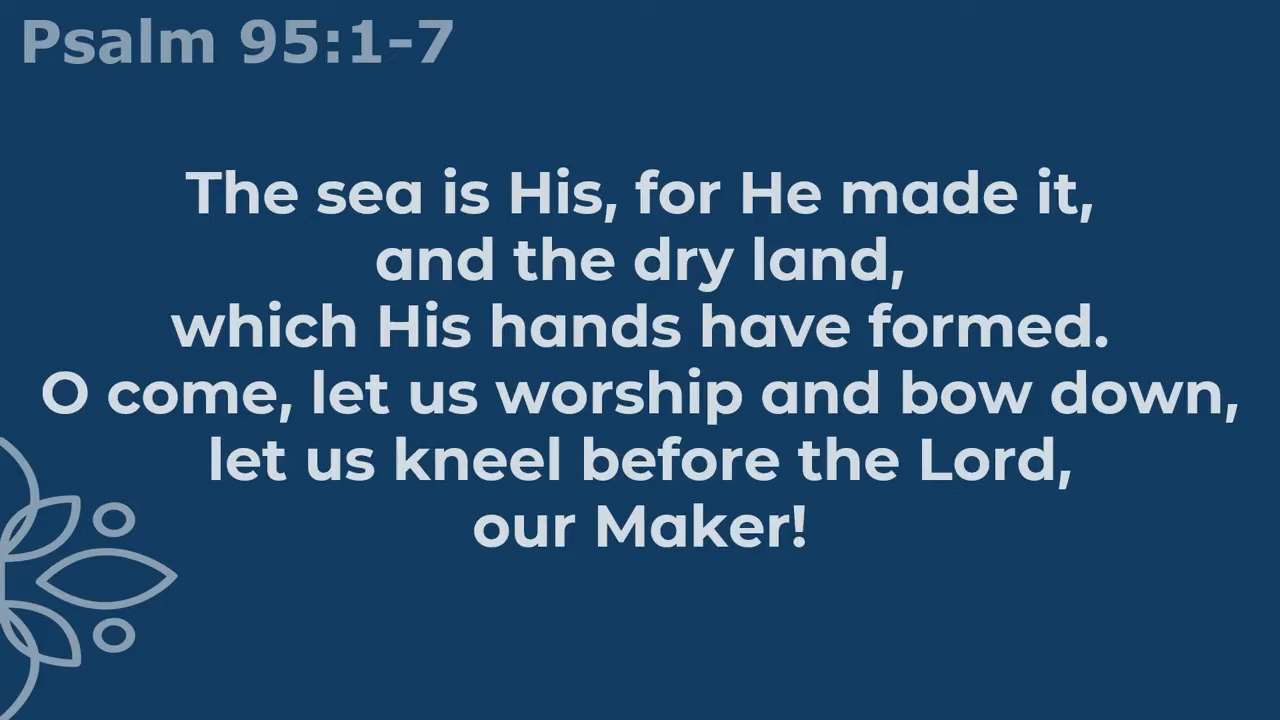 Psalm 95:1-7
The sea is His, for He made it,
and the dry land,
which His hands have formed.
O come, let us worship and bow down,
let us kneel before the Lord,
our Maker!